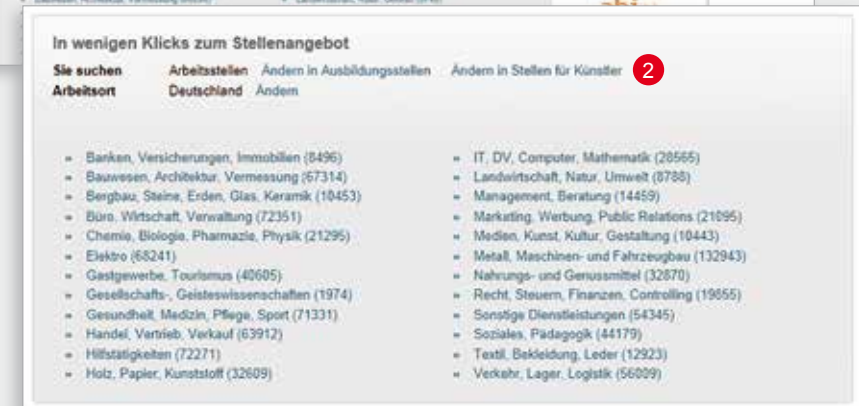 In wenigen Klicks zum Stellenangebot
Sie suchen Arbeitsstellen Ändern in Ausbildungsstellen Ändern in Stellen für Künstler 2
Arbeitsort Deutschland Ändern
» Banken, Versicherungen, Immobilien (8496)
» Bauwesen, Architektur, Vermessung (67314)
» Bergbau, Steine, Erden, Glas, Keramik (10453)
» Büro, Wirtschaft, Verwaltung (72351)
» Chemie, Biologie, Pharmazie, Physik (21295)
» Elektro (68241)
» Gastgewerbe, Tourismus (40605)
» Gesellschafts-, Geisteswissenschaften (1974)
» Gesundheit, Medizin, Pflege, Sport (71331)
» Handel, Vertrieb, Verkauf (63912)
» Hilfstätigkeiten (72271)
» Holz, Papier, Kunststoff (32609)
» IT, DV, Computer, Mathematik (28565)
» Landwirtschaft, Natur, Umwelt (8788)
» Management, Beratung (14459)
» Marketing, Werbung, Public Relations (21095)
» Medien, Kunst, Kultur, Gestaltung (10443)
» Metall, Maschinen- und Fahrzeugbau (132943)
» Nahrungs- und Genussmittel (32870)
» Recht, Steuern, Finanzen, Controlling (19855)
» Sonstige Dienstleistungen (54345)
» Soziales, Pädagogik (44179)
» Textil, Bekleidung, Leder (12923)
» Verkehr, Lager, Logistik (56009)